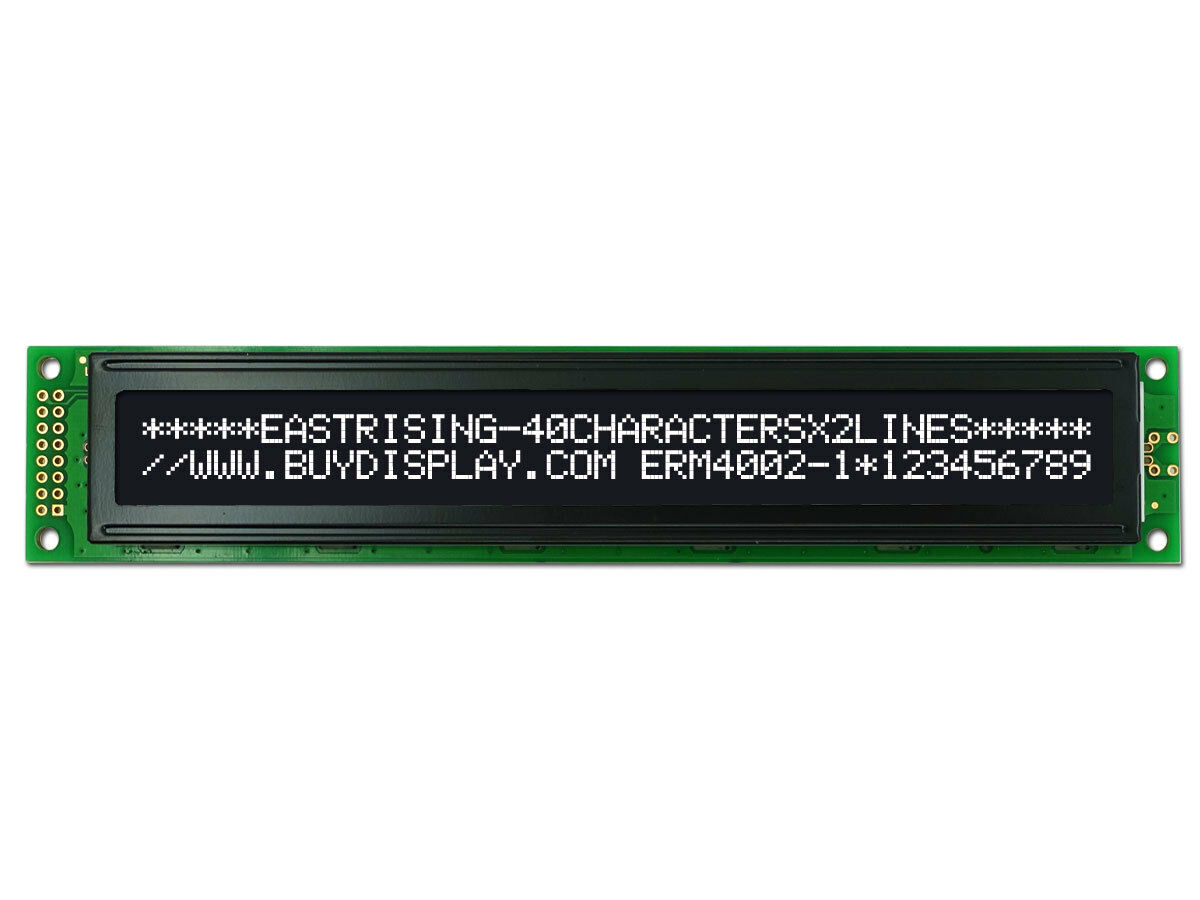 *****EASTRISING-40CHARACTERSX2LINES*****
//WWW.BUYDISPLAY.COM ERM4002-1*123456789